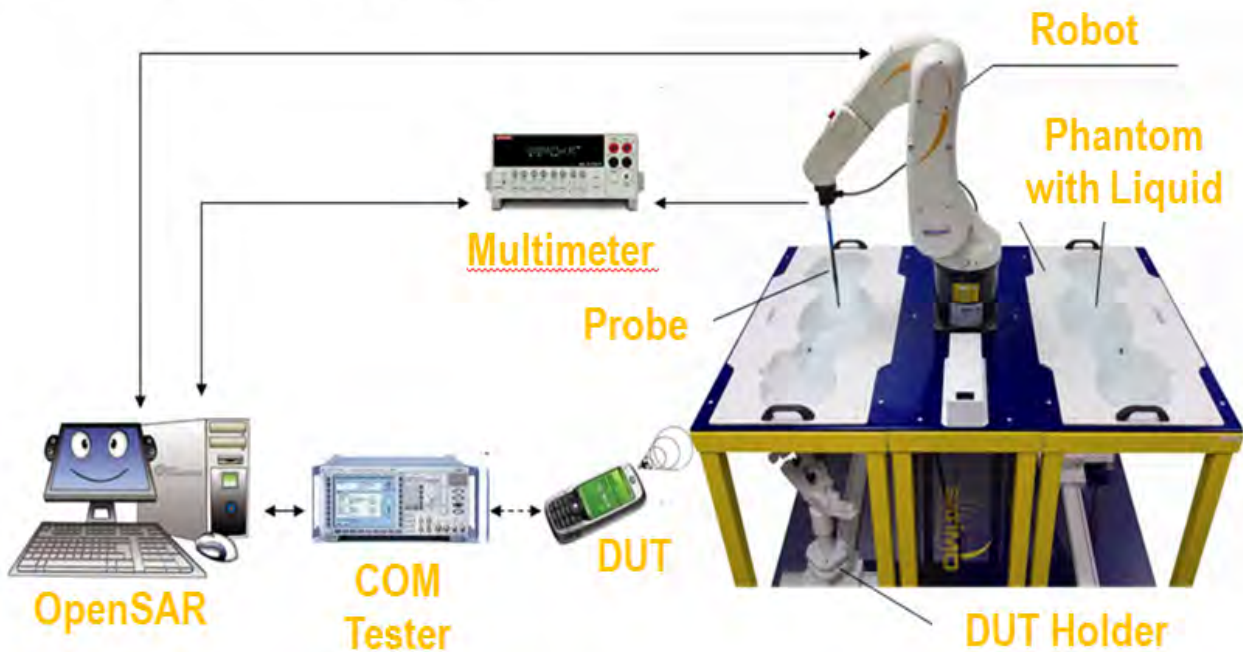 Robot
Phantom
with Liquid
Multimeter
Probe
OpenSAR
COM
Tester
DUT
DUT Holder